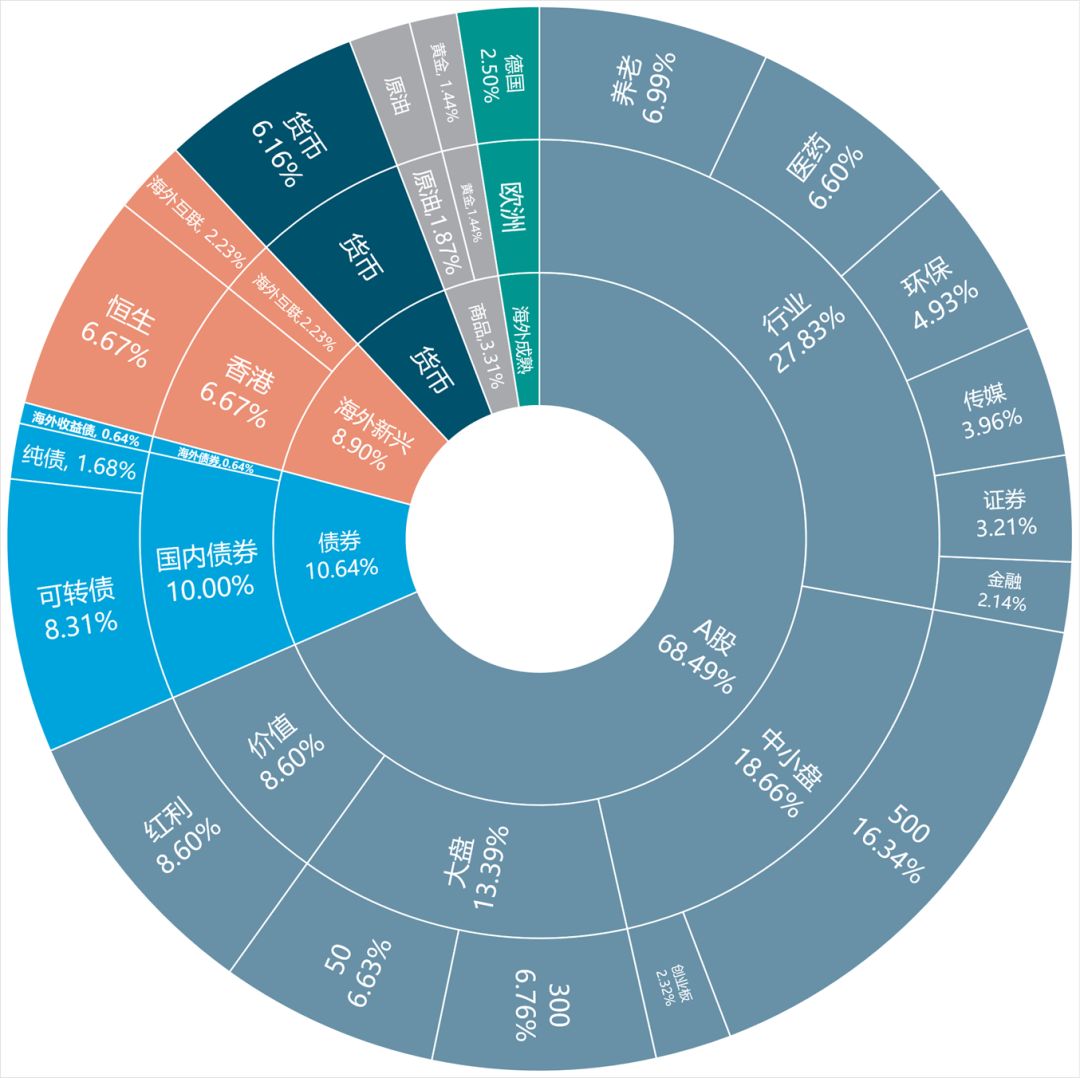 养老
6.99%
医药
6.60%
环保
4.93%
传媒
3.96%
证券
3.21%
金融
2.14%
500
16.34%
创业板
2.32%
300
6.76%
50
6.63%
红利
8.60%
可转债
8.31%
纯债, 1.68%
海外收益债, 0.64%
恒生
6.67%
海外互联, 2.23%
货币
6.16%
原油
黄金, 1.44%
德国
2.50%
行业
27.83%
中小盘
18.66%
大盘
13.39%
价值
8.60%
国内债券
10.00%
海外债券,0.64%
香港
6.67%
海外互联,2.23%
货币
原油,1.87%
黄金,1.44%
欧洲
A股
68.49%
债券
10.64%
海外新兴
8.90%
货币
商品,3.31%
海外成熟